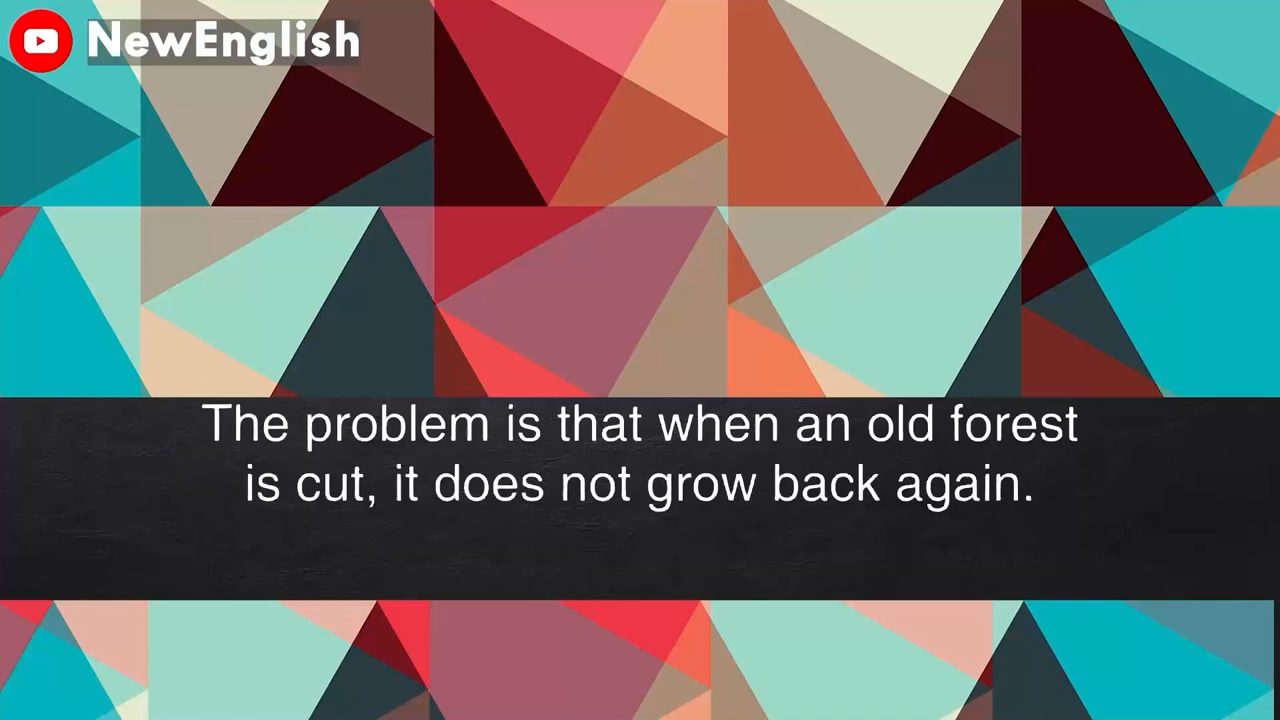 NewEnglish
The problem is that when an old forest
is cut, it does not grow back again.